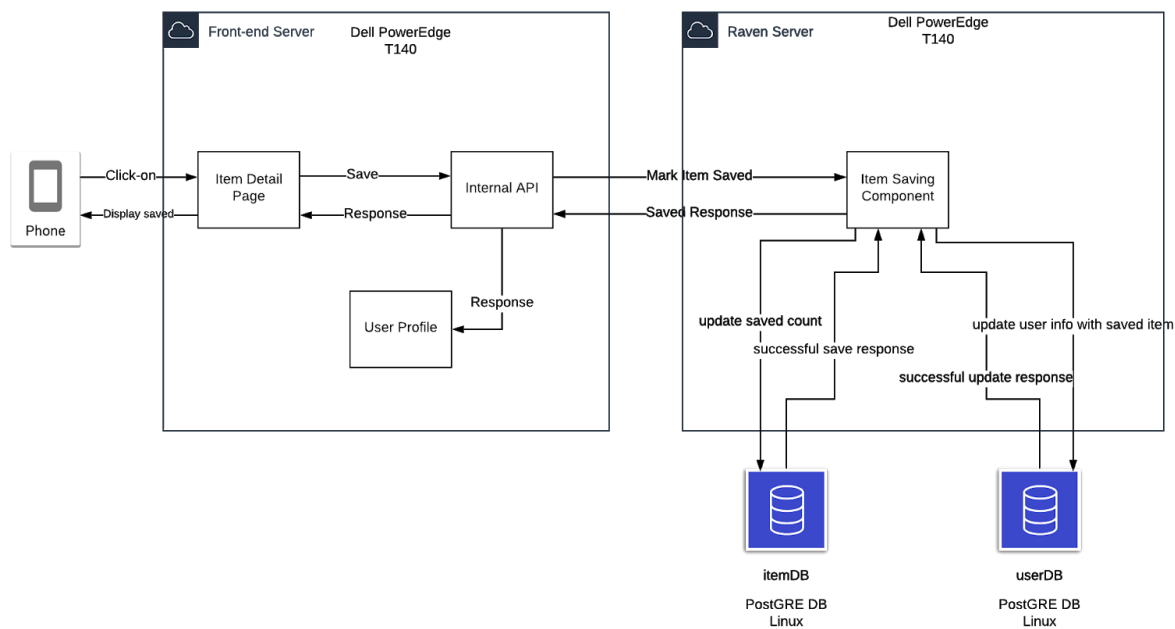 Front-end Server
Dell PowerEdge
T140
Raven Server
Dell PowerEdge
T140
Phone
Click-on
Display saved
Item Detail
Page
Save
Response
Internal API
Mark Item Saved
Saved Response
Item Saving
Component
Response
User Profile
update saved count
successful save response
update user info with saved item
successful update response
itemDB
PostGRE DB
Linux
userDB
PostGRE DB
Linux